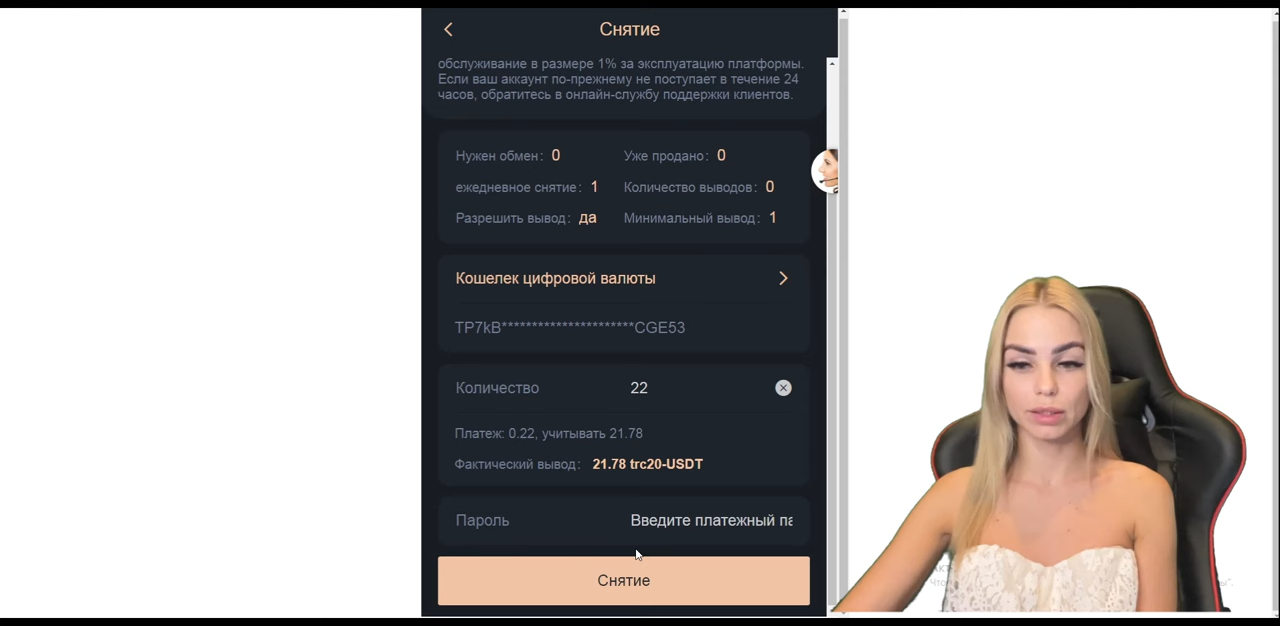 Снятие
обслуживание в размере 1% за эксплуатацию платформы.
Если ваш аккаунт по-прежнему не поступает в течение 24
часов, обратитесь в онлайн-службу поддержки клиентов.
Нужен обмен: 0 Уже продано: 0
ежедневное снятие: 1 Количество выводов: 0
Разрешить вывод: да Минимальный вывод: 1
Кошелек цифровой валюты
TP7kB**********************CGE53
Количество 22
Платеж: 0.22, учитывать 21.78
Фактический вывод: 21.78 trc20-USDT
Пароль Введите платежный па
Снятие